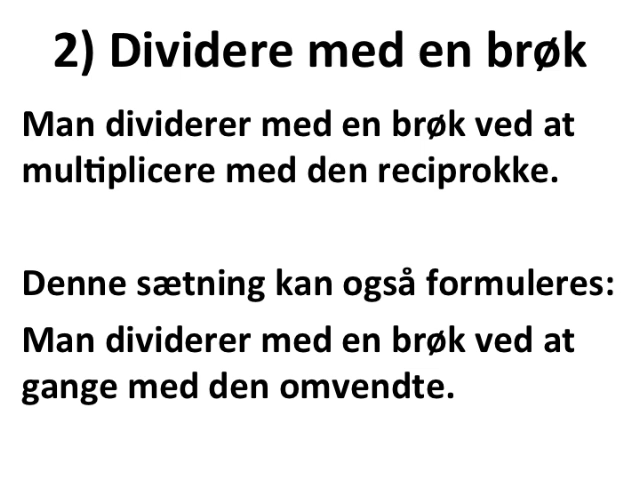 2) Dividere med en brøk
Man dividerer med en brøk ved at
multiplicere med den reciprokke.
Denne sætning kan også formuleres:
Man dividerer med en brøk ved at
gange med den omvendte.